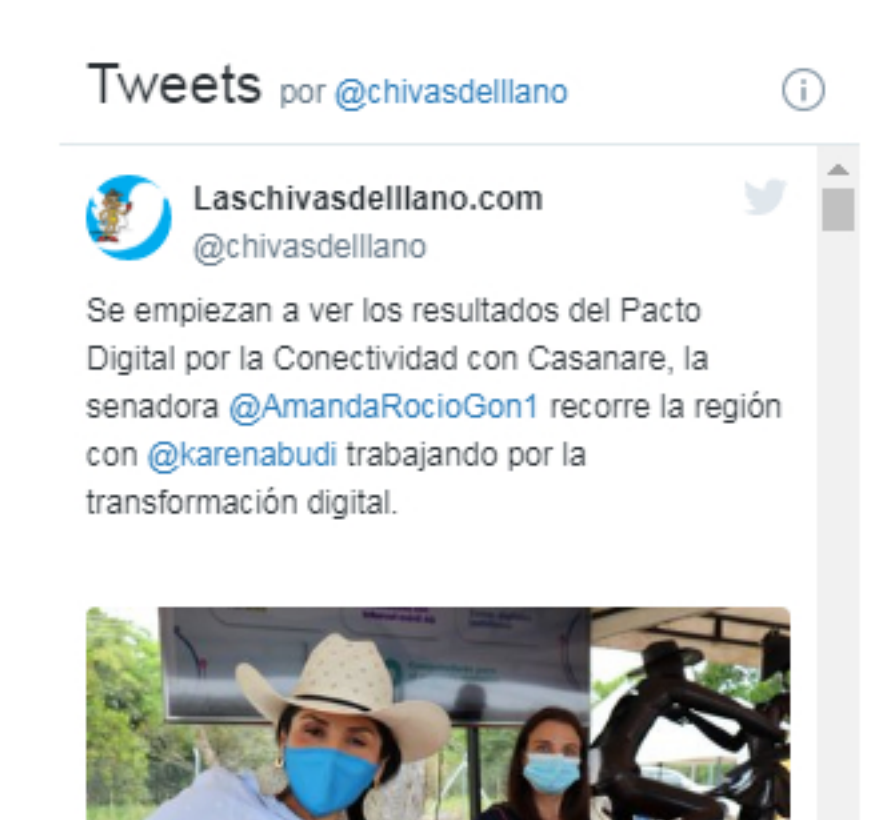 Tweets por @chivasdelllano
Laschivasdelllano.com
@chivasdelllano
Se empiezan a ver los resultados del Pacto
Digital por la Conectividad con Casanare, la
senadora @AmandaRocioGon1 recorre la región
con @karenabudi trabajando por la
transformación digital.